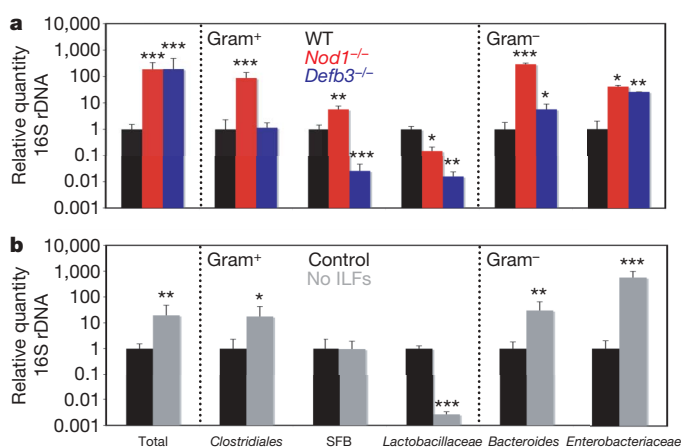 a
Relative quantity
16S rDNA
10,000
1,000
100
10
1
0.1
0.01
0.001
Gram⁺
WT
Nod1⁻/⁻
Defb3⁻/⁻
Gram⁻
*** ***
***
** ***
* **
*** *
* **
b
Relative quantity
16S rDNA
10,000
1,000
100
10
1
0.1
0.01
0.001
Gram⁺
Control
No ILFs
Gram⁻
**
*
***
**
***
Total Clostridiales SFB Lactobacillaceae Bacteroides Enterobacteriaceae